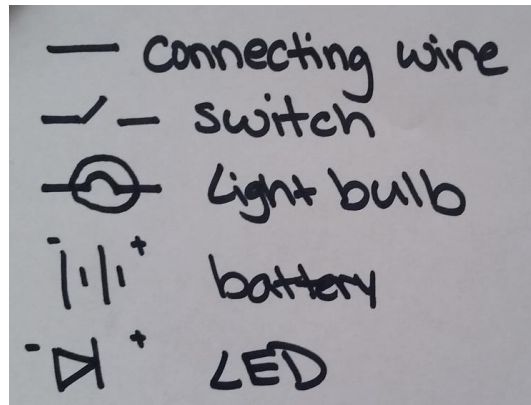 connecting wire
switch
Light bulb
- + battery
- + LED